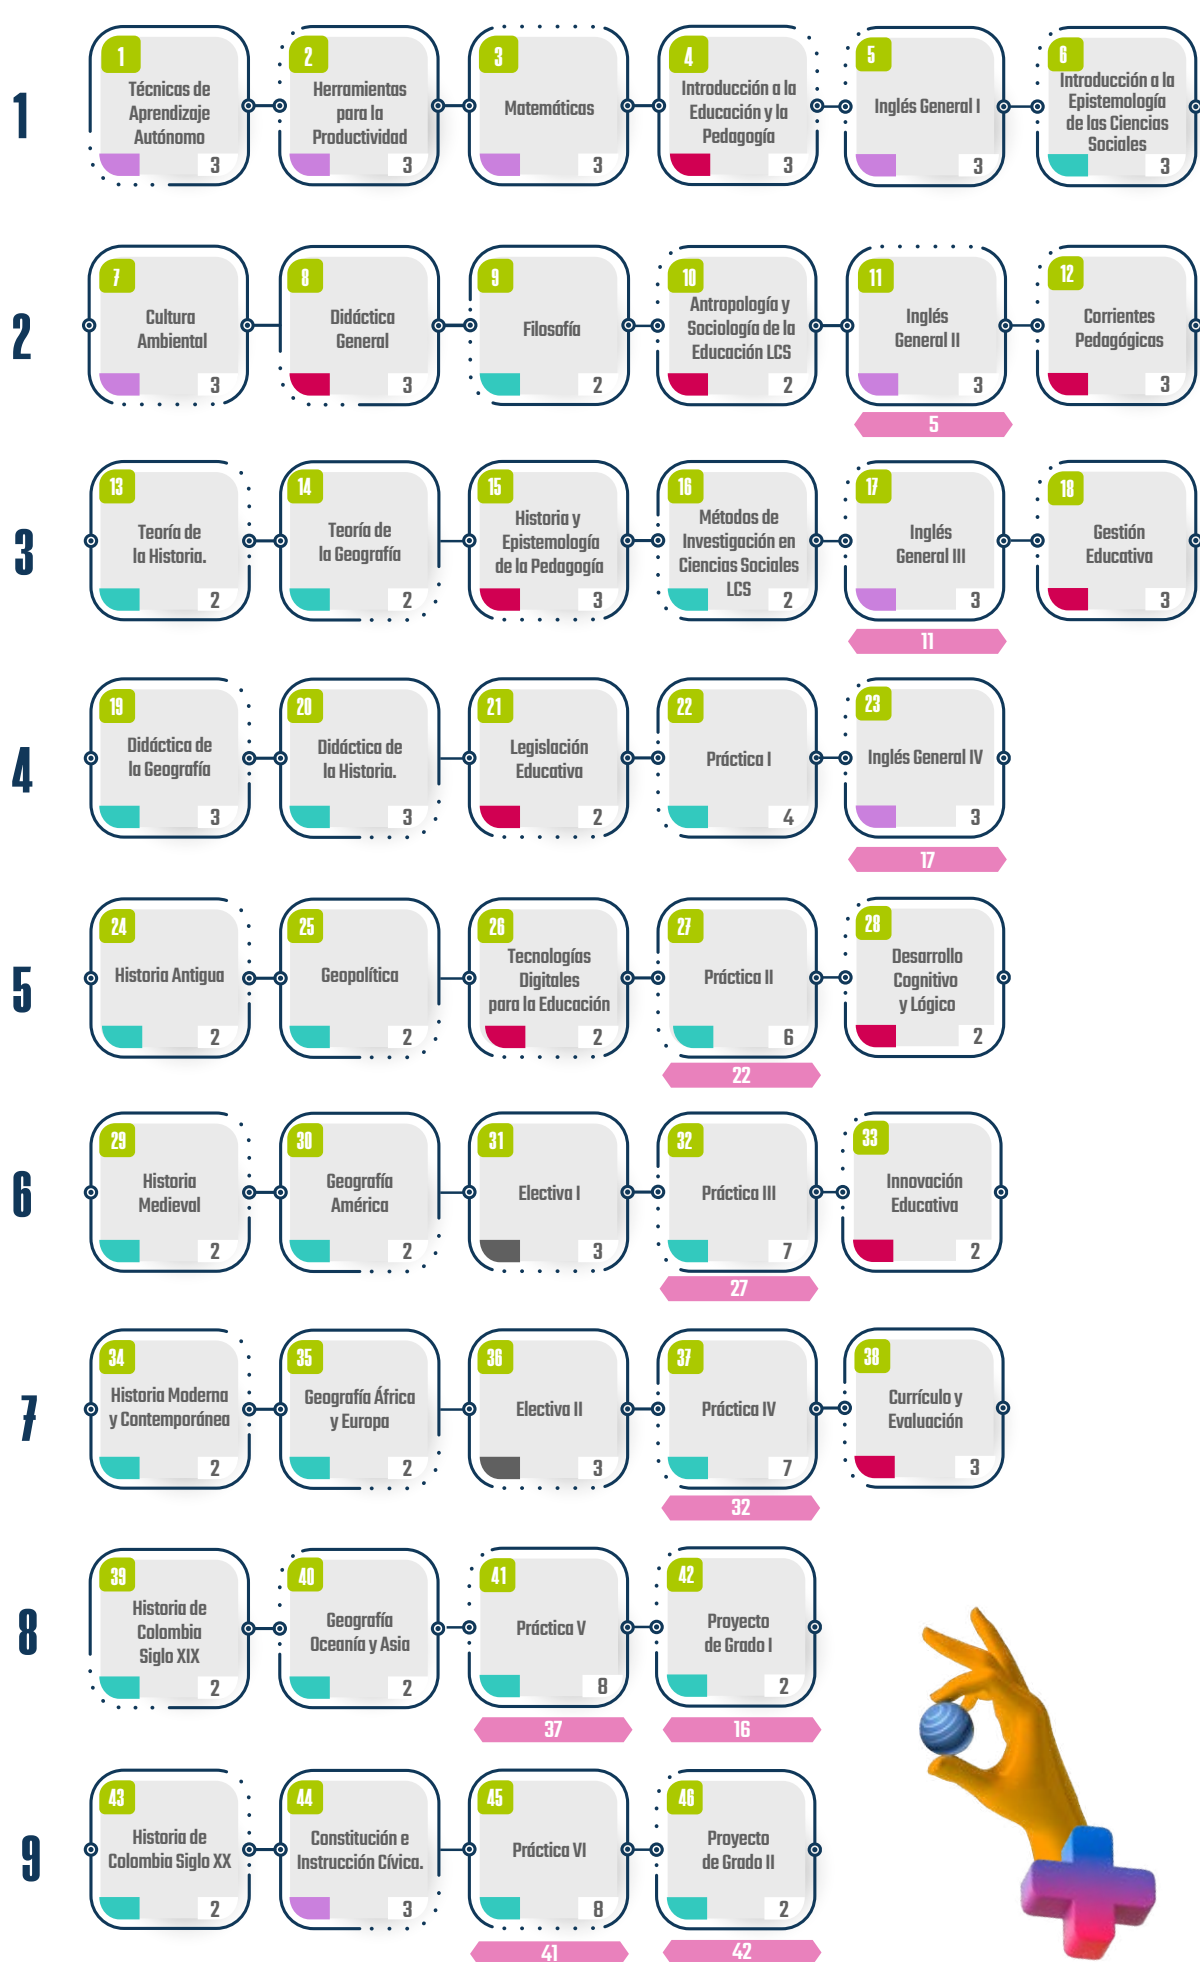 1
1
Técnicas de
Aprendizaje
Autónomo
3
2
Herramientas
para la
Productividad
3
3
Matemáticas
3
4
Introducción a la
Educación y la
Pedagogía
3
5
Inglés General I
3
6
Introducción a la
Epistemología
de las Ciencias
Sociales
3
2
7
Cultura
Ambiental
3
8
Didáctica
General
3
9
Filosofía
2
10
Antropología y
Sociología de la
Educación LCS
2
11
Inglés
General II
3
5
12
Corrientes
Pedagógicas
3
3
13
Teoría de
la Historia.
2
14
Teoría de
la Geografía
2
15
Historia y
Epistemología
de la Pedagogía
3
16
Métodos de
Investigación en
Ciencias Sociales
LCS
2
17
Inglés
General III
3
11
18
Gestión
Educativa
3
4
19
Didáctica de
la Geografía
3
20
Didáctica de
la Historia.
3
21
Legislación
Educativa
2
22
Práctica I
4
23
Inglés General IV
3
17
5
24
Historia Antigua
2
25
Geopolítica
2
26
Tecnologías
Digitales
para la Educación
2
27
Práctica II
6
22
28
Desarrollo
Cognitivo
y Lógico
2
6
29
Historia
Medieval
2
30
Geografía
América
2
31
Electiva I
3
32
Práctica III
7
27
33
Innovación
Educativa
2
7
34
Historia Moderna
y Contemporánea
2
35
Geografía África
y Europa
2
36
Electiva II
3
37
Práctica IV
7
32
38
Currículo y
Evaluación
3
8
39
Historia de
Colombia
Siglo XIX
2
40
Geografía
Oceanía y Asia
2
41
Práctica V
8
37
42
Proyecto
de Grado I
2
16
9
43
Historia de
Colombia Siglo XX
2
44
Constitución e
Instrucción Cívica.
3
45
Práctica VI
8
41
46
Proyecto
de Grado II
2
42